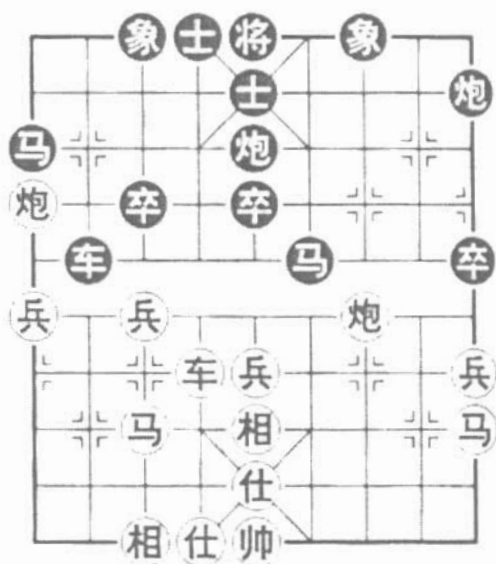 象士将象
士炮
马炮
炮卒卒
车马卒
兵兵炮
车兵兵
马相马
仕
相仕帅